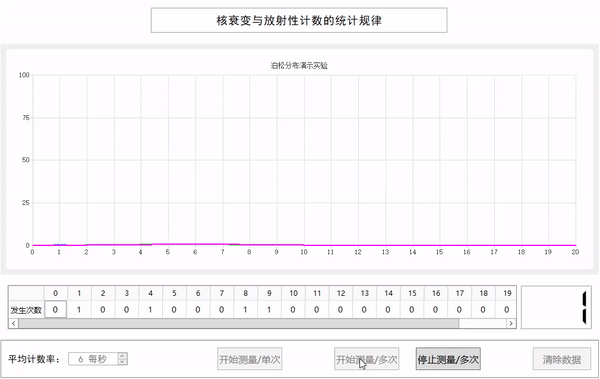 核衰变与放射性计数的统计规律
泊松分布演示实验
100
75
50
25
0
0 1 2 3 4 5 6 7 8 9 10 11 12 13 14 15 16 17 18 19 20
0 1 2 3 4 5 6 7 8 9 10 11 12 13 14 15 16 17 18 19
发生次数 0 1 0 0 1 0 0 0 1 1 0 0 0 0 0 0 0 0 0 0
平均计数率： 6 每秒 开始测量/单次 开始测量/多次 停止测量/多次 清除数据